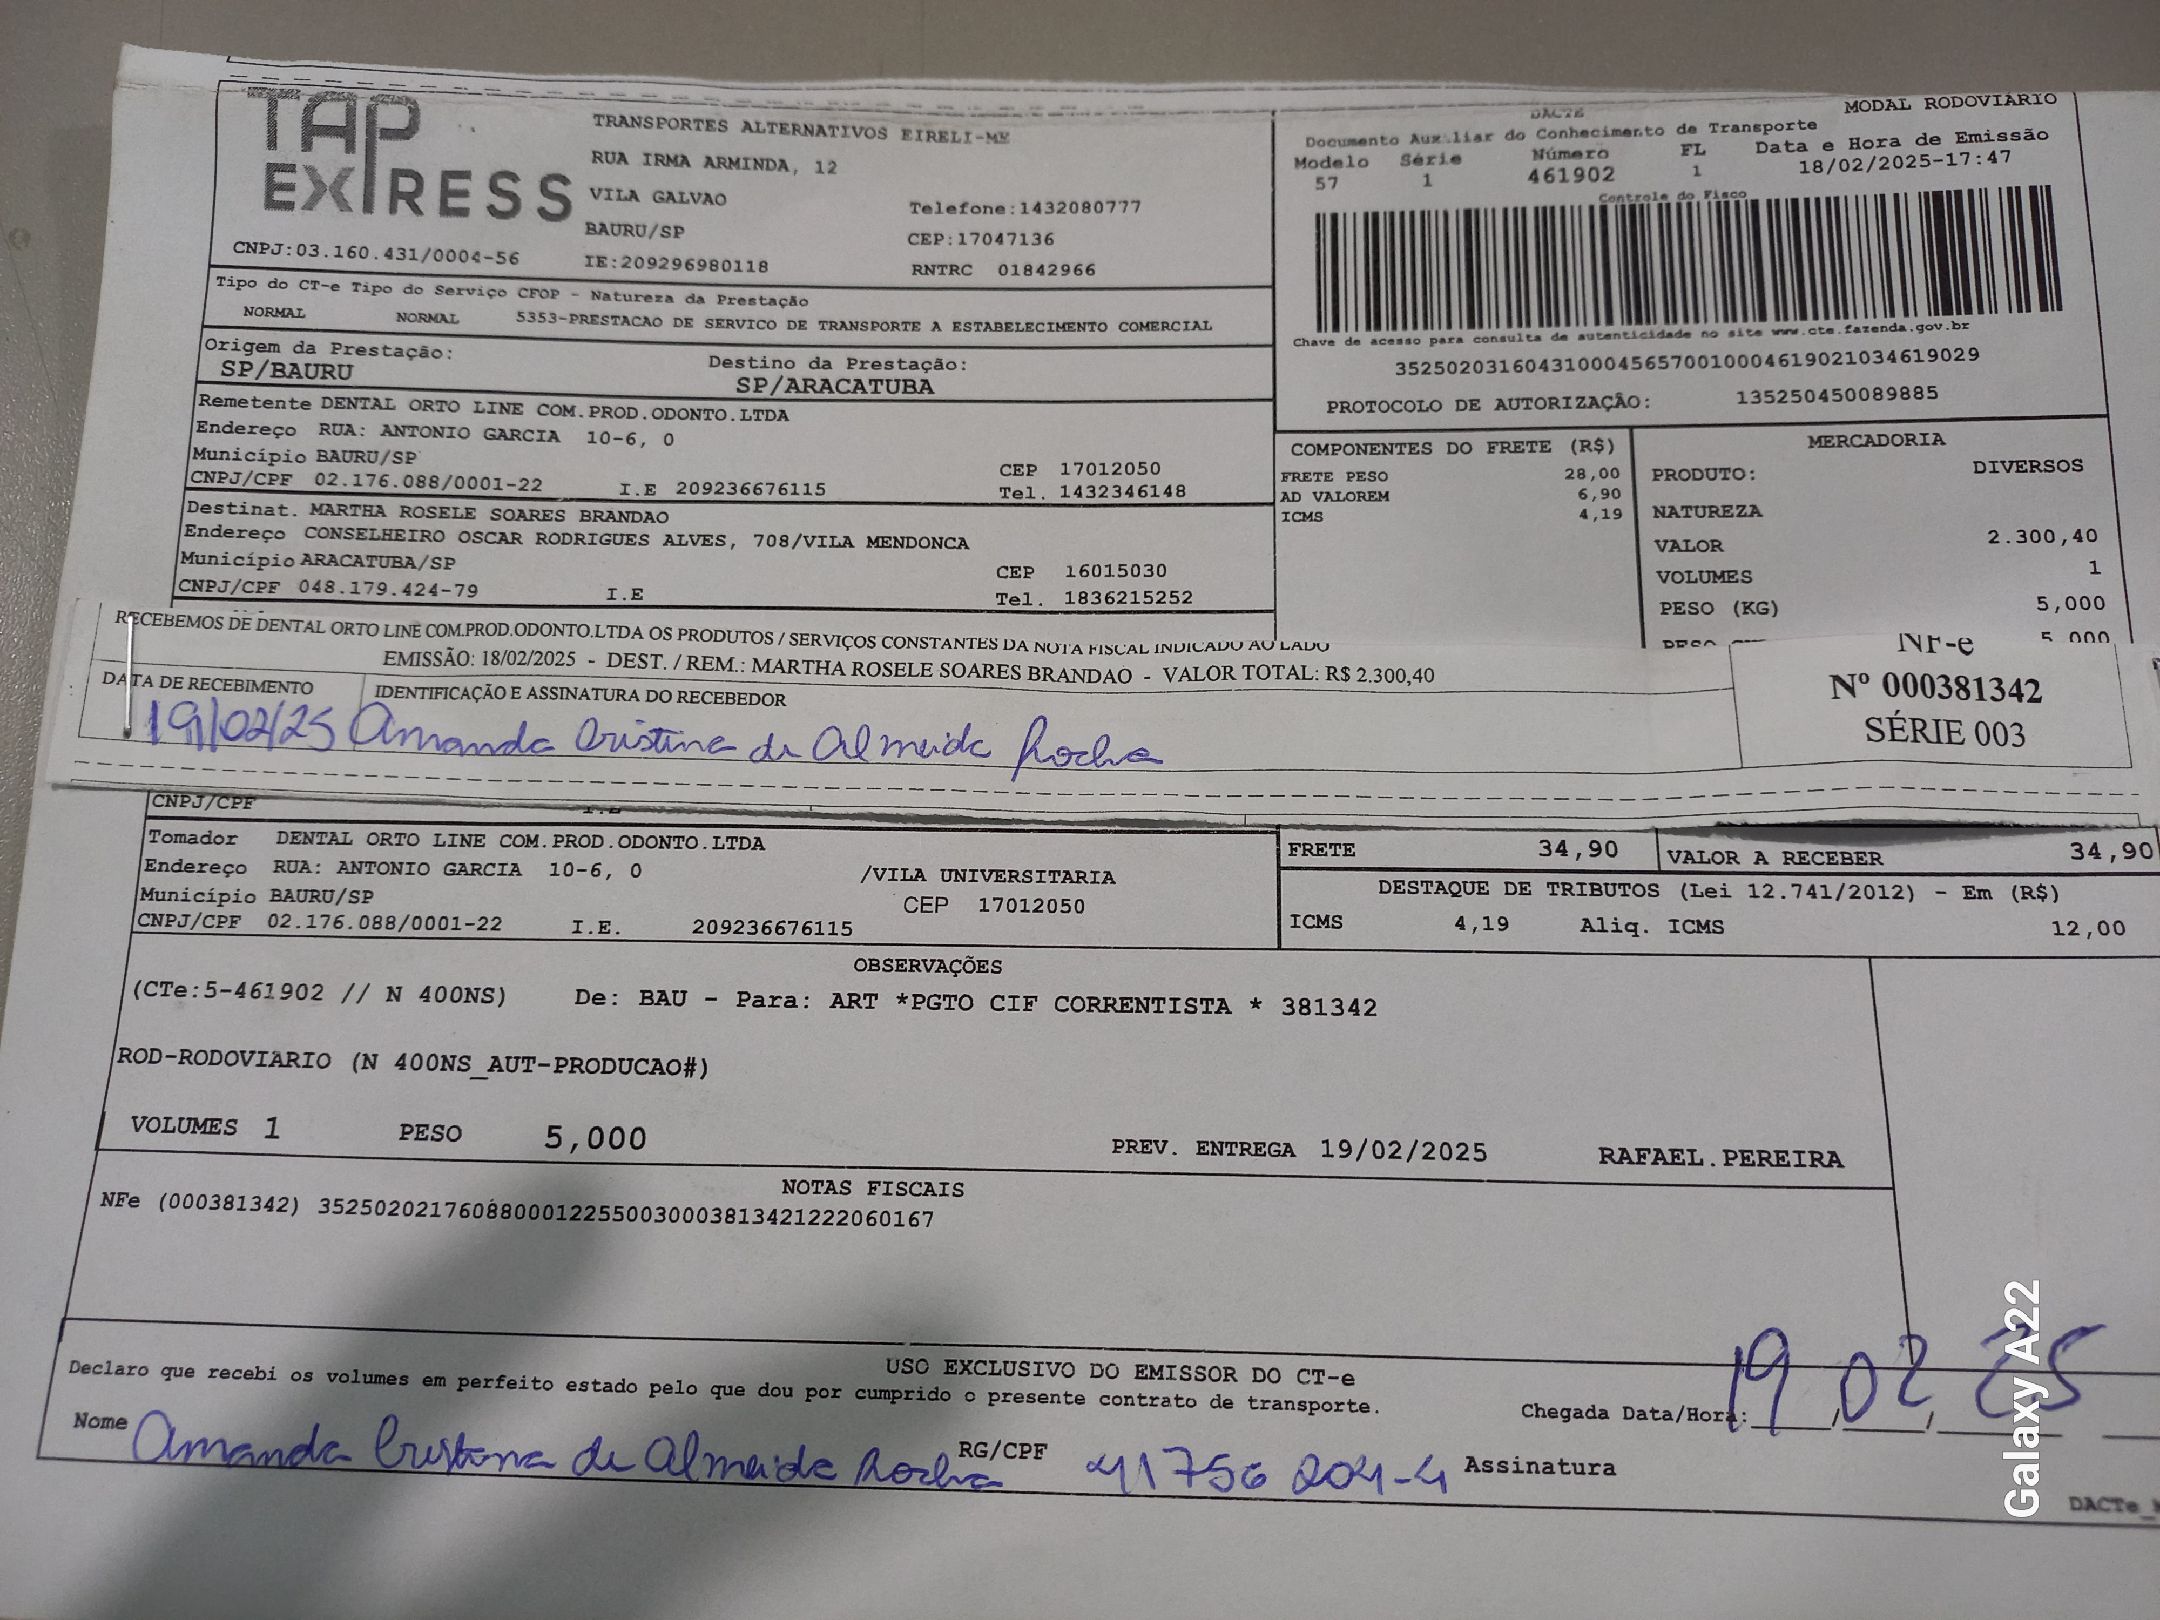 TAP EXPRESS
TRANSPORTES ALTERNATIVOS EIRELI-ME
RUA IRMA ARMINDA, 12
VILA GALVAO Telefone:1432080777
BAURU/SP CEP:17047136
CNPJ:03.160.431/0004-56 IE:209296980118 RNTRC 01842966
DACTE MODAL RODOVIÁRIO
Documento Auxiliar do Conhecimento de Transporte
Modelo Série Número FL Data e Hora de Emissão
57 1 461902 1 18/02/2025-17:47
Controle do Fisco
Chave de acesso para consulta de autenticidade no site www.cte.fazenda.gov.br
35250203160431000456570010004619021034619029
PROTOCOLO DE AUTORIZAÇÃO: 135250450089885
Tipo do CT-e Tipo do Serviço CFOP - Natureza da Prestação
NORMAL NORMAL 5353-PRESTACAO DE SERVICO DE TRANSPORTE A ESTABELECIMENTO COMERCIAL
Origem da Prestação: Destino da Prestação:
SP/BAURU SP/ARACATUBA
Remetente DENTAL ORTO LINE COM.PROD.ODONTO.LTDA
Endereço RUA: ANTONIO GARCIA 10-6, 0
Município BAURU/SP CEP 17012050
CNPJ/CPF 02.176.088/0001-22 I.E 209236676115 Tel. 1432346148
Destinat. MARTHA ROSELE SOARES BRANDAO
Endereço CONSELHEIRO OSCAR RODRIGUES ALVES, 708/VILA MENDONCA
Município ARACATUBA/SP CEP 16015030
CNPJ/CPF 048.179.424-79 I.E Tel. 1836215252
COMPONENTES DO FRETE (R$)
FRETE PESO 28,00
AD VALOREM 6,90
ICMS 4,19
MERCADORIA
PRODUTO: DIVERSOS
NATUREZA
VALOR 2.300,40
VOLUMES 1
PESO (KG) 5,000
5,000
RECEBEMOS DE DENTAL ORTO LINE COM.PROD.ODONTO.LTDA OS PRODUTOS / SERVIÇOS CONSTANTES DA NOTA FISCAL INDICADO AO LADO
EMISSÃO: 18/02/2025 - DEST. / REM.: MARTHA ROSELE SOARES BRANDAO - VALOR TOTAL: R$ 2.300,40
DATA DE RECEBIMENTO IDENTIFICAÇÃO E ASSINATURA DO RECEBEDOR
19/02/25 Amanda Cristina de Almeida Rocha
NF-e
Nº 000381342
SÉRIE 003
CNPJ/CPF I.E
Tomador DENTAL ORTO LINE COM.PROD.ODONTO.LTDA
Endereço RUA: ANTONIO GARCIA 10-6, 0 /VILA UNIVERSITARIA
Município BAURU/SP CEP 17012050
CNPJ/CPF 02.176.088/0001-22 I.E. 209236676115
FRETE 34,90 VALOR A RECEBER 34,90
DESTAQUE DE TRIBUTOS (Lei 12.741/2012) - Em (R$)
ICMS 4,19 Aliq. ICMS 12,00
OBSERVAÇÕES
(CTe:5-461902 // N 400NS) De: BAU - Para: ART *PGTO CIF CORRENTISTA * 381342
ROD-RODOVIARIO (N 400NS_AUT-PRODUCAO#)
VOLUMES 1 PESO 5,000 PREV. ENTREGA 19/02/2025 RAFAEL.PEREIRA
NOTAS FISCAIS
NFe (000381342) 35250202176088000122550030003813421222060167
USO EXCLUSIVO DO EMISSOR DO CT-e
Declaro que recebi os volumes em perfeito estado pelo que dou por cumprido o presente contrato de transporte.
Chegada Data/Hora: 19/02/25
Nome Amanda Cristina de Almeida Rocha RG/CPF 41756204-4 Assinatura
DACTe_
Galaxy A22